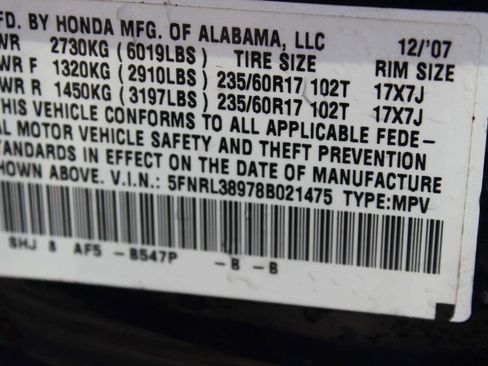 FD. BY HONDA MFG. OF ALABAMA, LLC 12/'07
WR 2730KG (6019LBS) TIRE SIZE RIM SIZE
WR F 1320KG (2910LBS) 235/60R17 102T 17X7J
WR R 1450KG (3197LBS) 235/60R17 102T 17X7J
THIS VEHICLE CONFORMS TO ALL APPLICABLE FEDE-
AL MOTOR VEHICLE SAFETY AND THEFT PREVENTION
STANDARDS IN EFFECT ON THE DATE OF MANUFACTURE
HOWN ABOVE. V.I.N.: 5FNRL38978B021475 TYPE:MPV
SHJ 8 AF5 -B547P -B -B